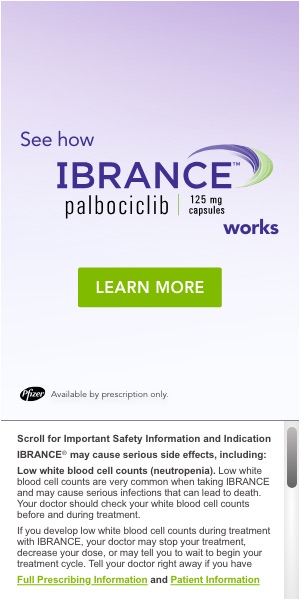 See how
IBRANCE™
palbociclib | 125 mg
capsules
works
LEARN MORE
Pfizer Available by prescription only.
Scroll for Important Safety Information and Indication
IBRANCE® may cause serious side effects, including:
Low white blood cell counts (neutropenia). Low white
blood cell counts are very common when taking IBRANCE
and may cause serious infections that can lead to death.
Your doctor should check your white blood cell counts
before and during treatment.
If you develop low white blood cell counts during treatment
with IBRANCE, your doctor may stop your treatment,
decrease your dose, or may tell you to wait to begin your
treatment cycle. Tell your doctor right away if you have
Full Prescribing Information and Patient Information